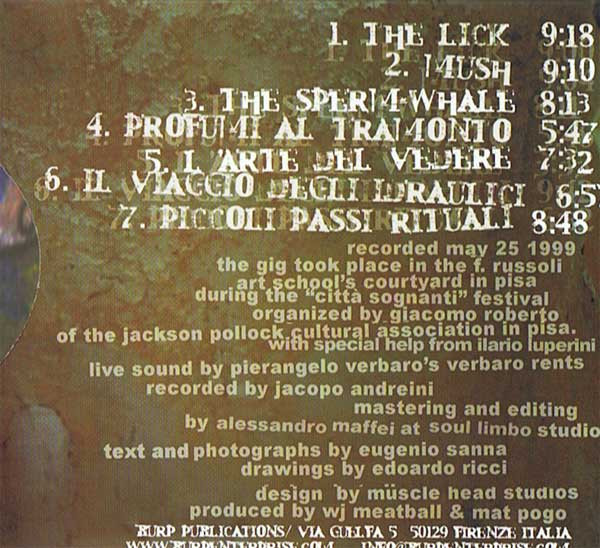 1. THE LICK 9:18
2. MUSH 9:10
3. THE SPERM-WHALE 8:13
4. PROFUMI AL TRAMONTO 5:47
5. L'ARTE DEL VEDERE 7:32
6. IL VIAGGIO DEGLI IDRAULICI 6:5
7. PICCOLI PASSI RITUALI 8:48
recorded may 25 1999
the gig took place in the f. russoli
art school's courtyard in pisa
during the "città sognanti" festival
organized by giacomo roberto
of the jackson pollock cultural association in pisa.
with special help from ilario luperini
live sound by pierangelo verbaro's verbaro rents
recorded by jacopo andreini
mastering and editing
by alessandro maffei at soul limbo studio
text and photographs by eugenio sanna
drawings by edoardo ricci
design by müscle head studios
produced by wj meatball & mat pogo
BURP PUBLICATIONS/ VIA GUELFA 5 50129 FIRENZE ITALIA